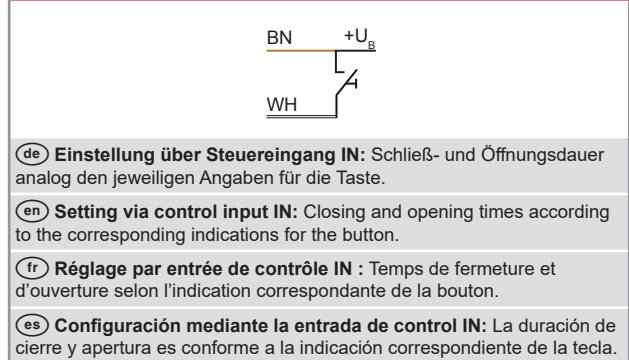 BN +UB
WH
de Einstellung über Steuereingang IN: Schließ- und Öffnungsdauer
analog den jeweiligen Angaben für die Taste.
en Setting via control input IN: Closing and opening times according
to the corresponding indications for the button.
fr Réglage par entrée de contrôle IN : Temps de fermeture et
d’ouverture selon l’indication correspondante de la bouton.
es Configuración mediante la entrada de control IN: La duración de
cierre y apertura es conforme a la indicación correspondiente de la tecla.